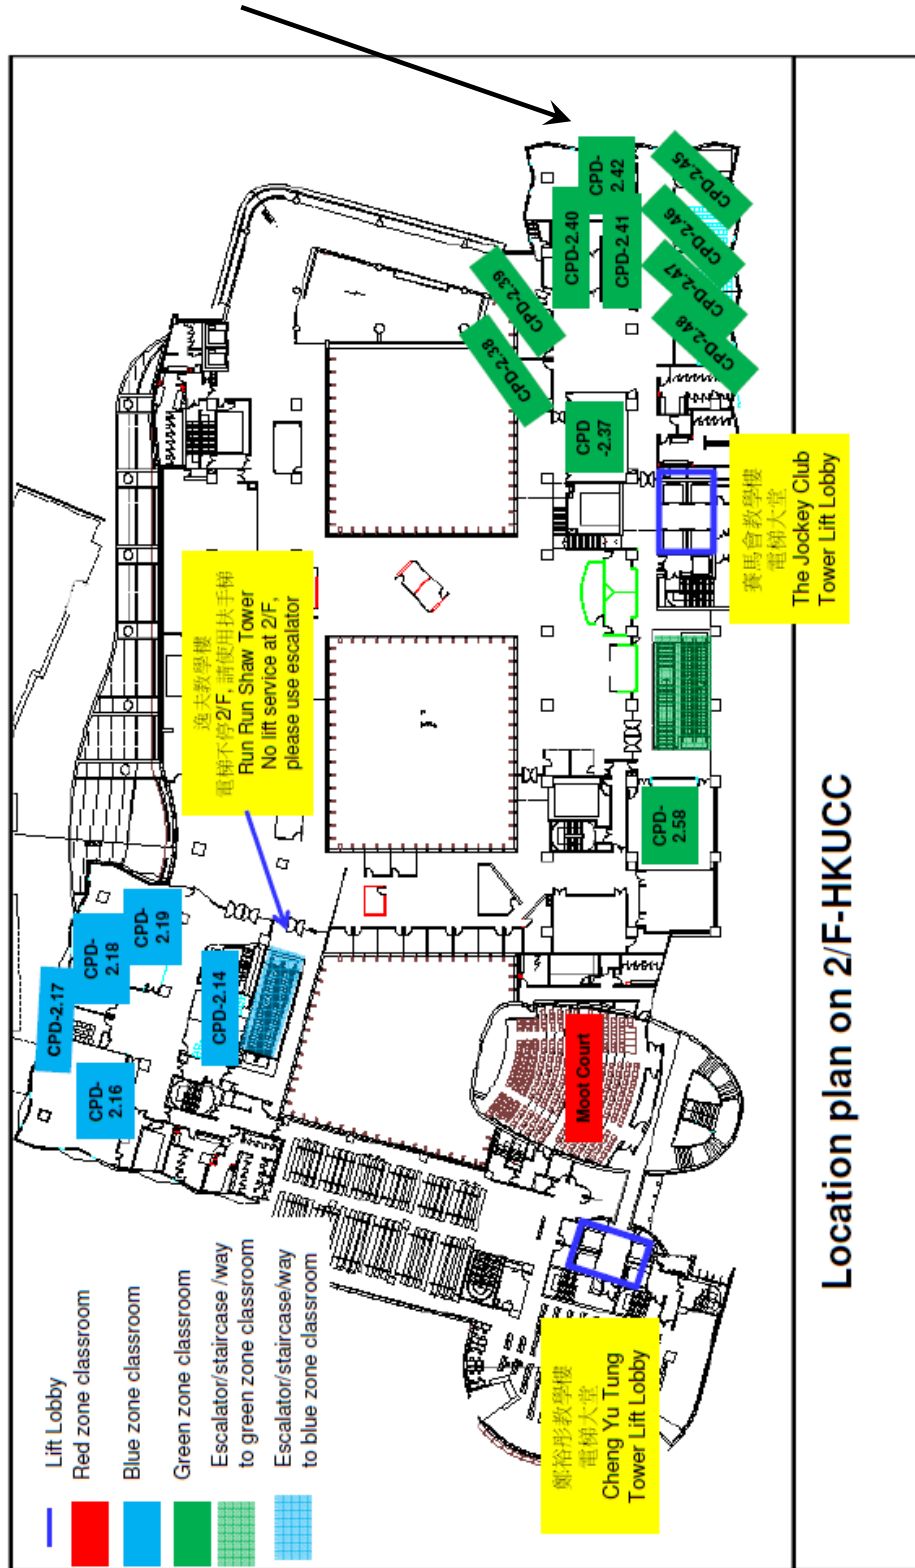 Lift Lobby
Red zone classroom
Blue zone classroom
Green zone classroom
Escalator/staircase /way
to green zone classroom
Escalator/staircase/way
to blue zone classroom
CPD-2.17
CPD-
2.18
CPD-
2.19
CPD-
2.16
CPD-2.14
逸夫教學樓
電梯不停2/F, 請使用扶手梯
Run Run Shaw Tower
No lift service at 2/F,
please use escalator
CPD-2.38
CPD-2.39
CPD-2.40
CPD-2.41
CPD-
2.42
CPD
-2.37
CPD-2.45
CPD-2.46
CPD-2.47
CPD-2.48
CPD-
2.58
Moot Court
鄭裕彤教學樓
電梯大堂
Cheng Yu Tung
Tower Lift Lobby
賽馬會教學樓
電梯大堂
The Jockey Club
Tower Lift Lobby
Location plan on 2/F-HKUCC